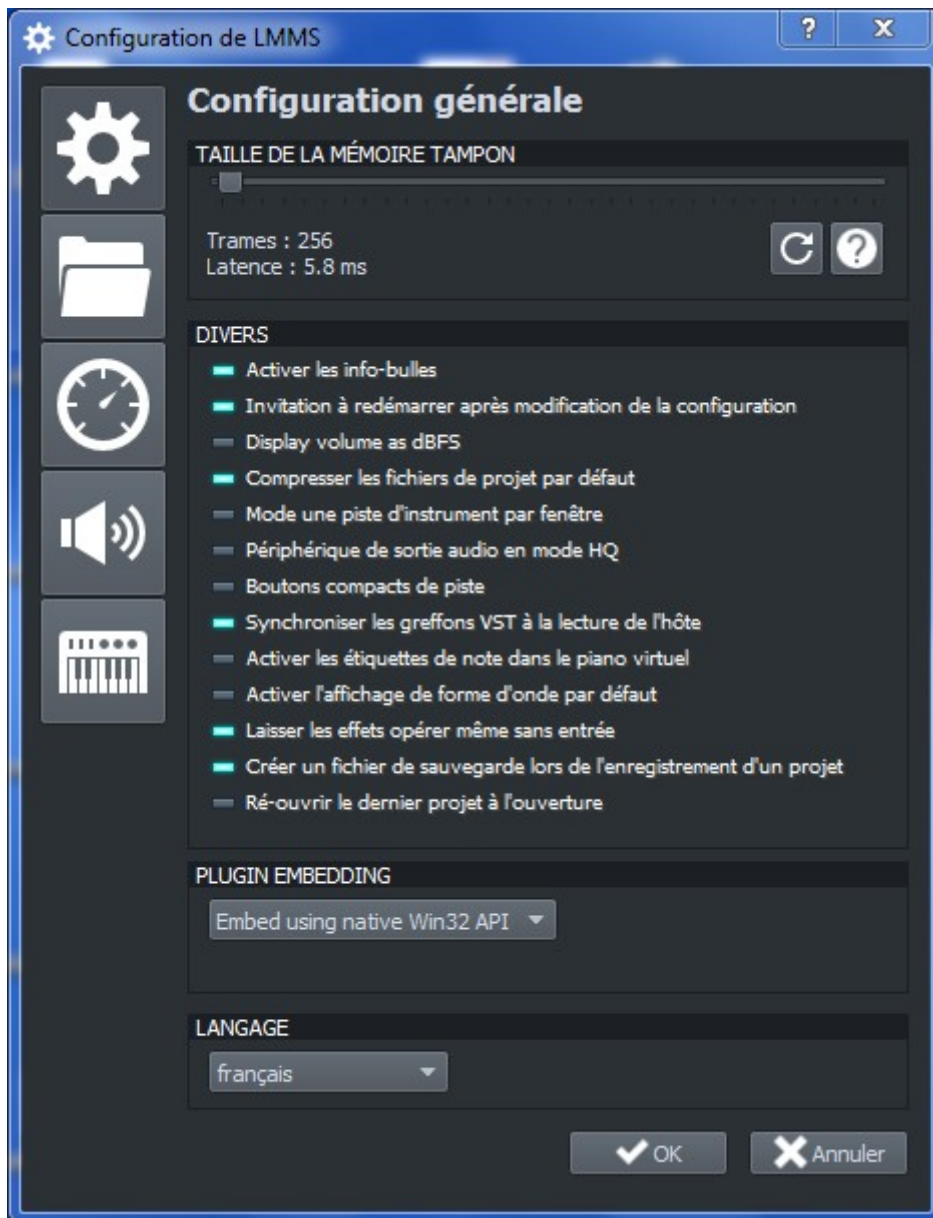 Configuration de LMMS
Configuration générale
TAILLE DE LA MÉMOIRE TAMPON
Trames : 256
Latence : 5.8 ms
DIVERS
Activer les info-bulles
Invitation à redémarrer après modification de la configuration
Display volume as dBFS
Compresser les fichiers de projet par défaut
Mode une piste d'instrument par fenêtre
Périphérique de sortie audio en mode HQ
Boutons compacts de piste
Synchroniser les greffons VST à la lecture de l'hôte
Activer les étiquettes de note dans le piano virtuel
Activer l'affichage de forme d'onde par défaut
Laisser les effets opérer même sans entrée
Créer un fichier de sauvegarde lors de l'enregistrement d'un projet
Ré-ouvrir le dernier projet à l'ouverture
PLUGIN EMBEDDING
Embed using native Win32 API
LANGAGE
français
OK
Annuler